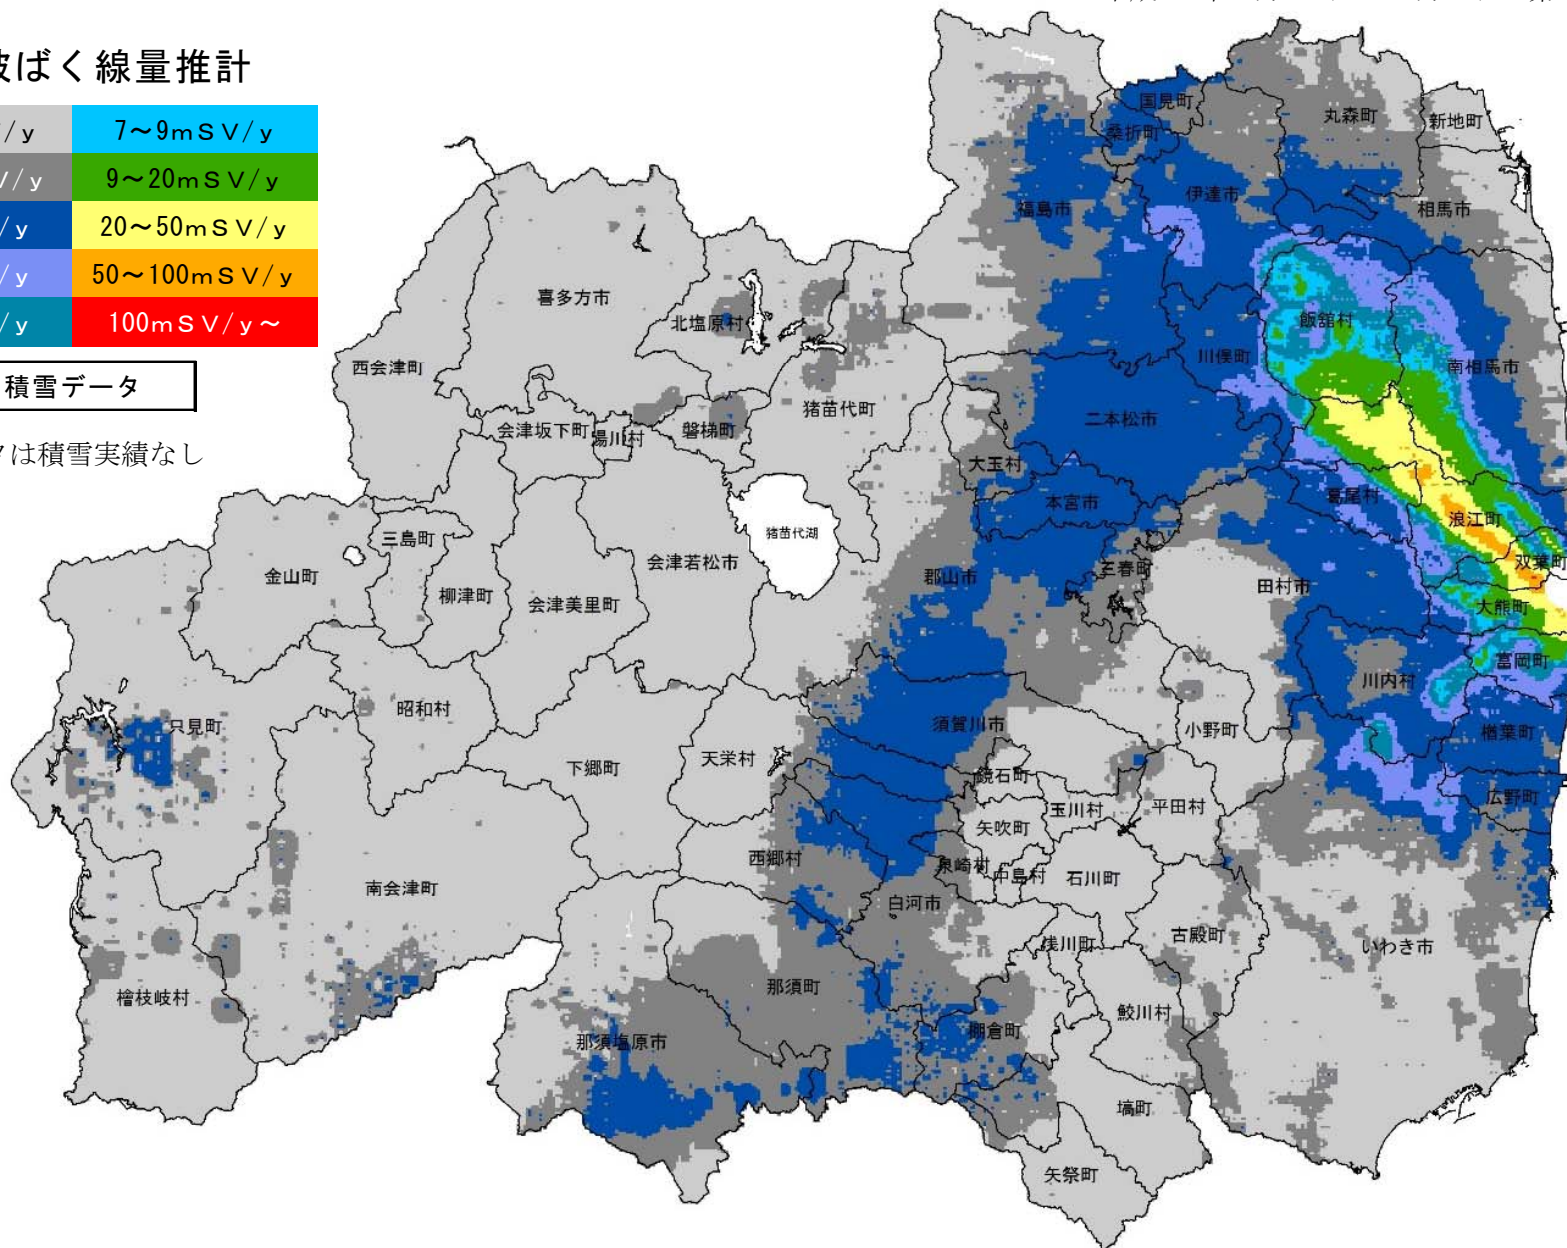 ばく線量推計
/y 7~9mSV/y
V/y 9~20mSV/y
/y 20~50mSV/y
/y 50~100mSV/y
/y 100mSV/y~
積雪データ
は積雪実績なし
国見町
桑折町
丸森町
新地町
伊達市
福島市
相馬市
喜多方市
北塩原村
飯舘村
川俣町
南相馬市
西会津町
猪苗代町
二本松市
会津坂下町
湯川村
磐梯町
大玉村
本宮市
葛尾村
浪江町
猪苗代湖
三島町
会津若松市
双葉町
金山町
郡山市
三春町
田村市
柳津町
会津美里町
大熊町
富岡町
川内村
昭和村
只見町
須賀川市
小野町
楢葉町
天栄村
下郷町
鏡石町
広野町
玉川村
平田村
矢吹町
西郷村
泉崎村
中島村
石川町
南会津町
白河市
浅川町
古殿町
いわき市
檜枝岐村
那須町
鮫川村
棚倉町
那須塩原市
塙町
矢祭町